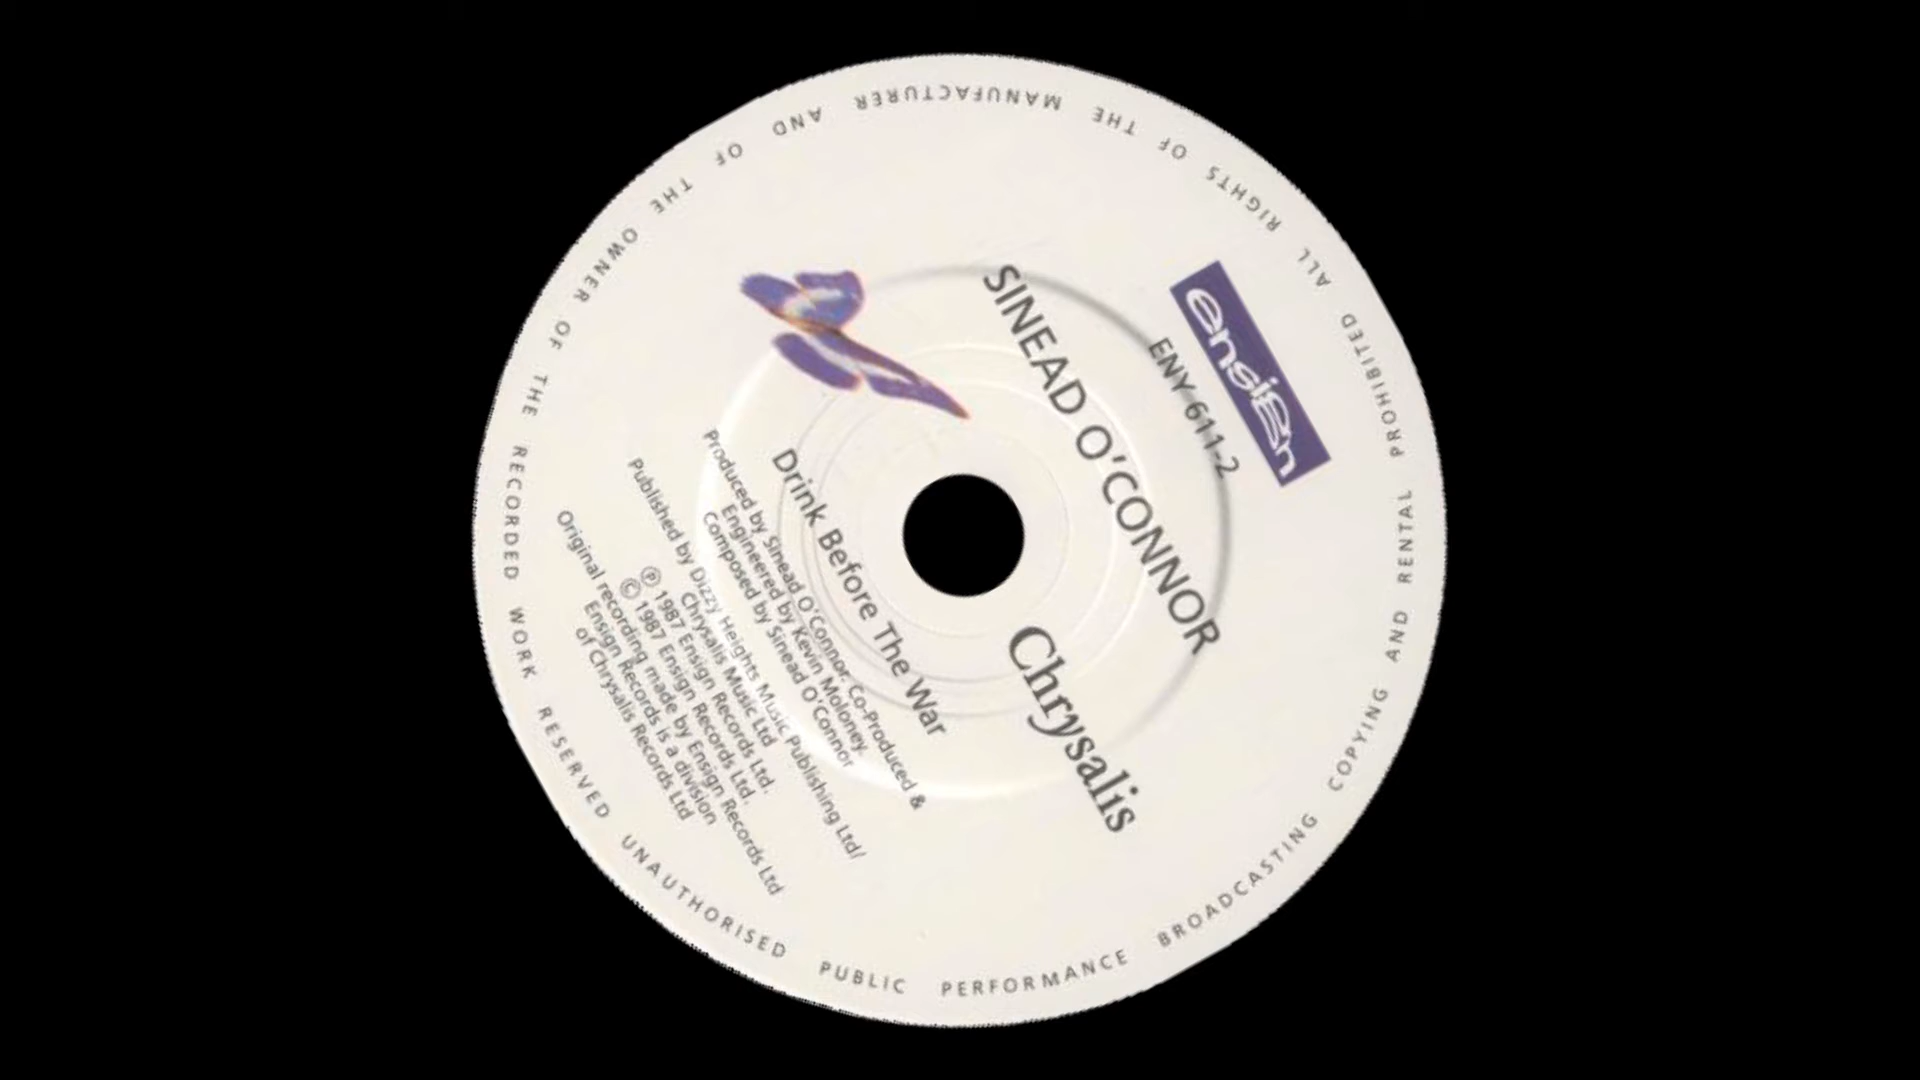 ensign
ENY 611-2
SINEAD O'CONNOR
Chrysalis
Drink Before The War
Produced by Sinead O'Connor. Co-Produced &
Engineered by Kevin Moloney.
Composed by Sinead O'Connor
Published by Dizzy Heights Music Publishing Ltd/
Chrysalis Music Ltd
℗ 1987 Ensign Records Ltd.
© 1987 Ensign Records Ltd.
Original recording made by Ensign Records Ltd
Ensign Records is a division
of Chrysalis Records Ltd
ALL RIGHTS OF THE MANUFACTURER AND OF THE OWNER OF THE RECORDED WORK RESERVED UNAUTHORISED PUBLIC PERFORMANCE BROADCASTING COPYING AND RENTAL PROHIBITED